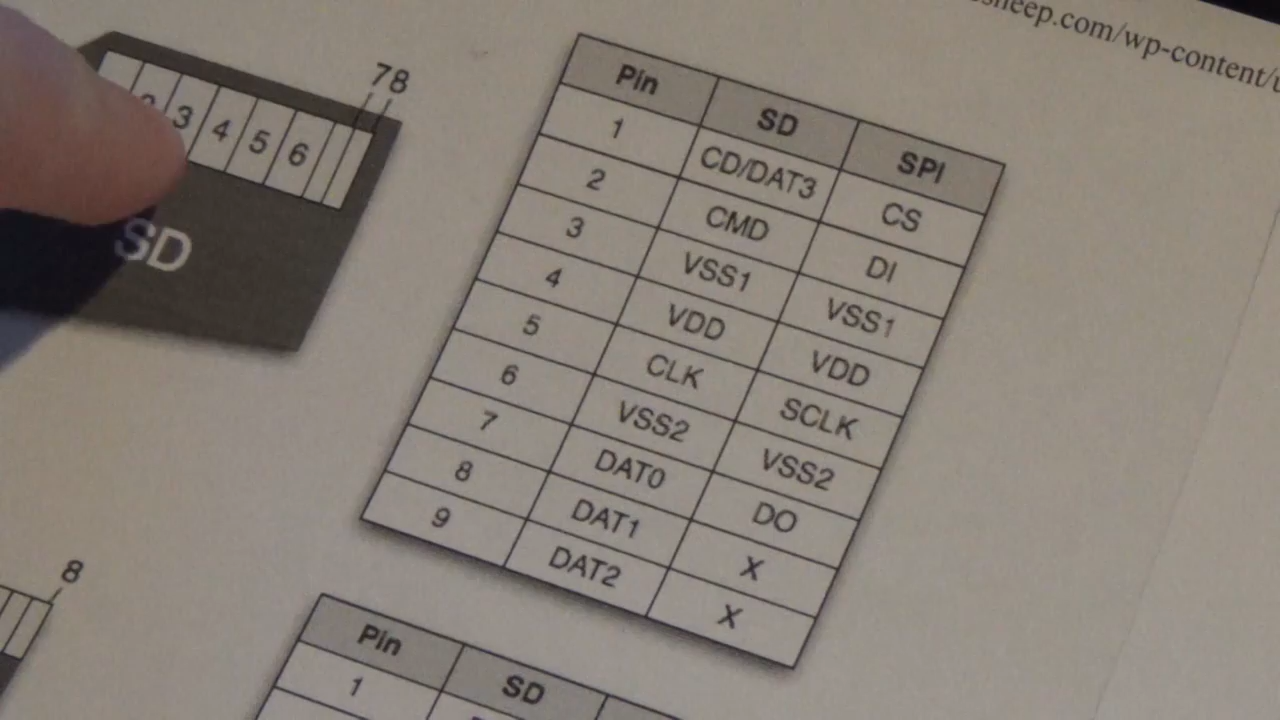 sheep.com/wp-content/u
78
3 4 5 6
SD
Pin SD SPI
1 CD/DAT3 CS
2 CMD DI
3 VSS1 VSS1
4 VDD VDD
5 CLK SCLK
6 VSS2 VSS2
7 DAT0 DO
8 DAT1 X
9 DAT2 X
8
Pin SD
1